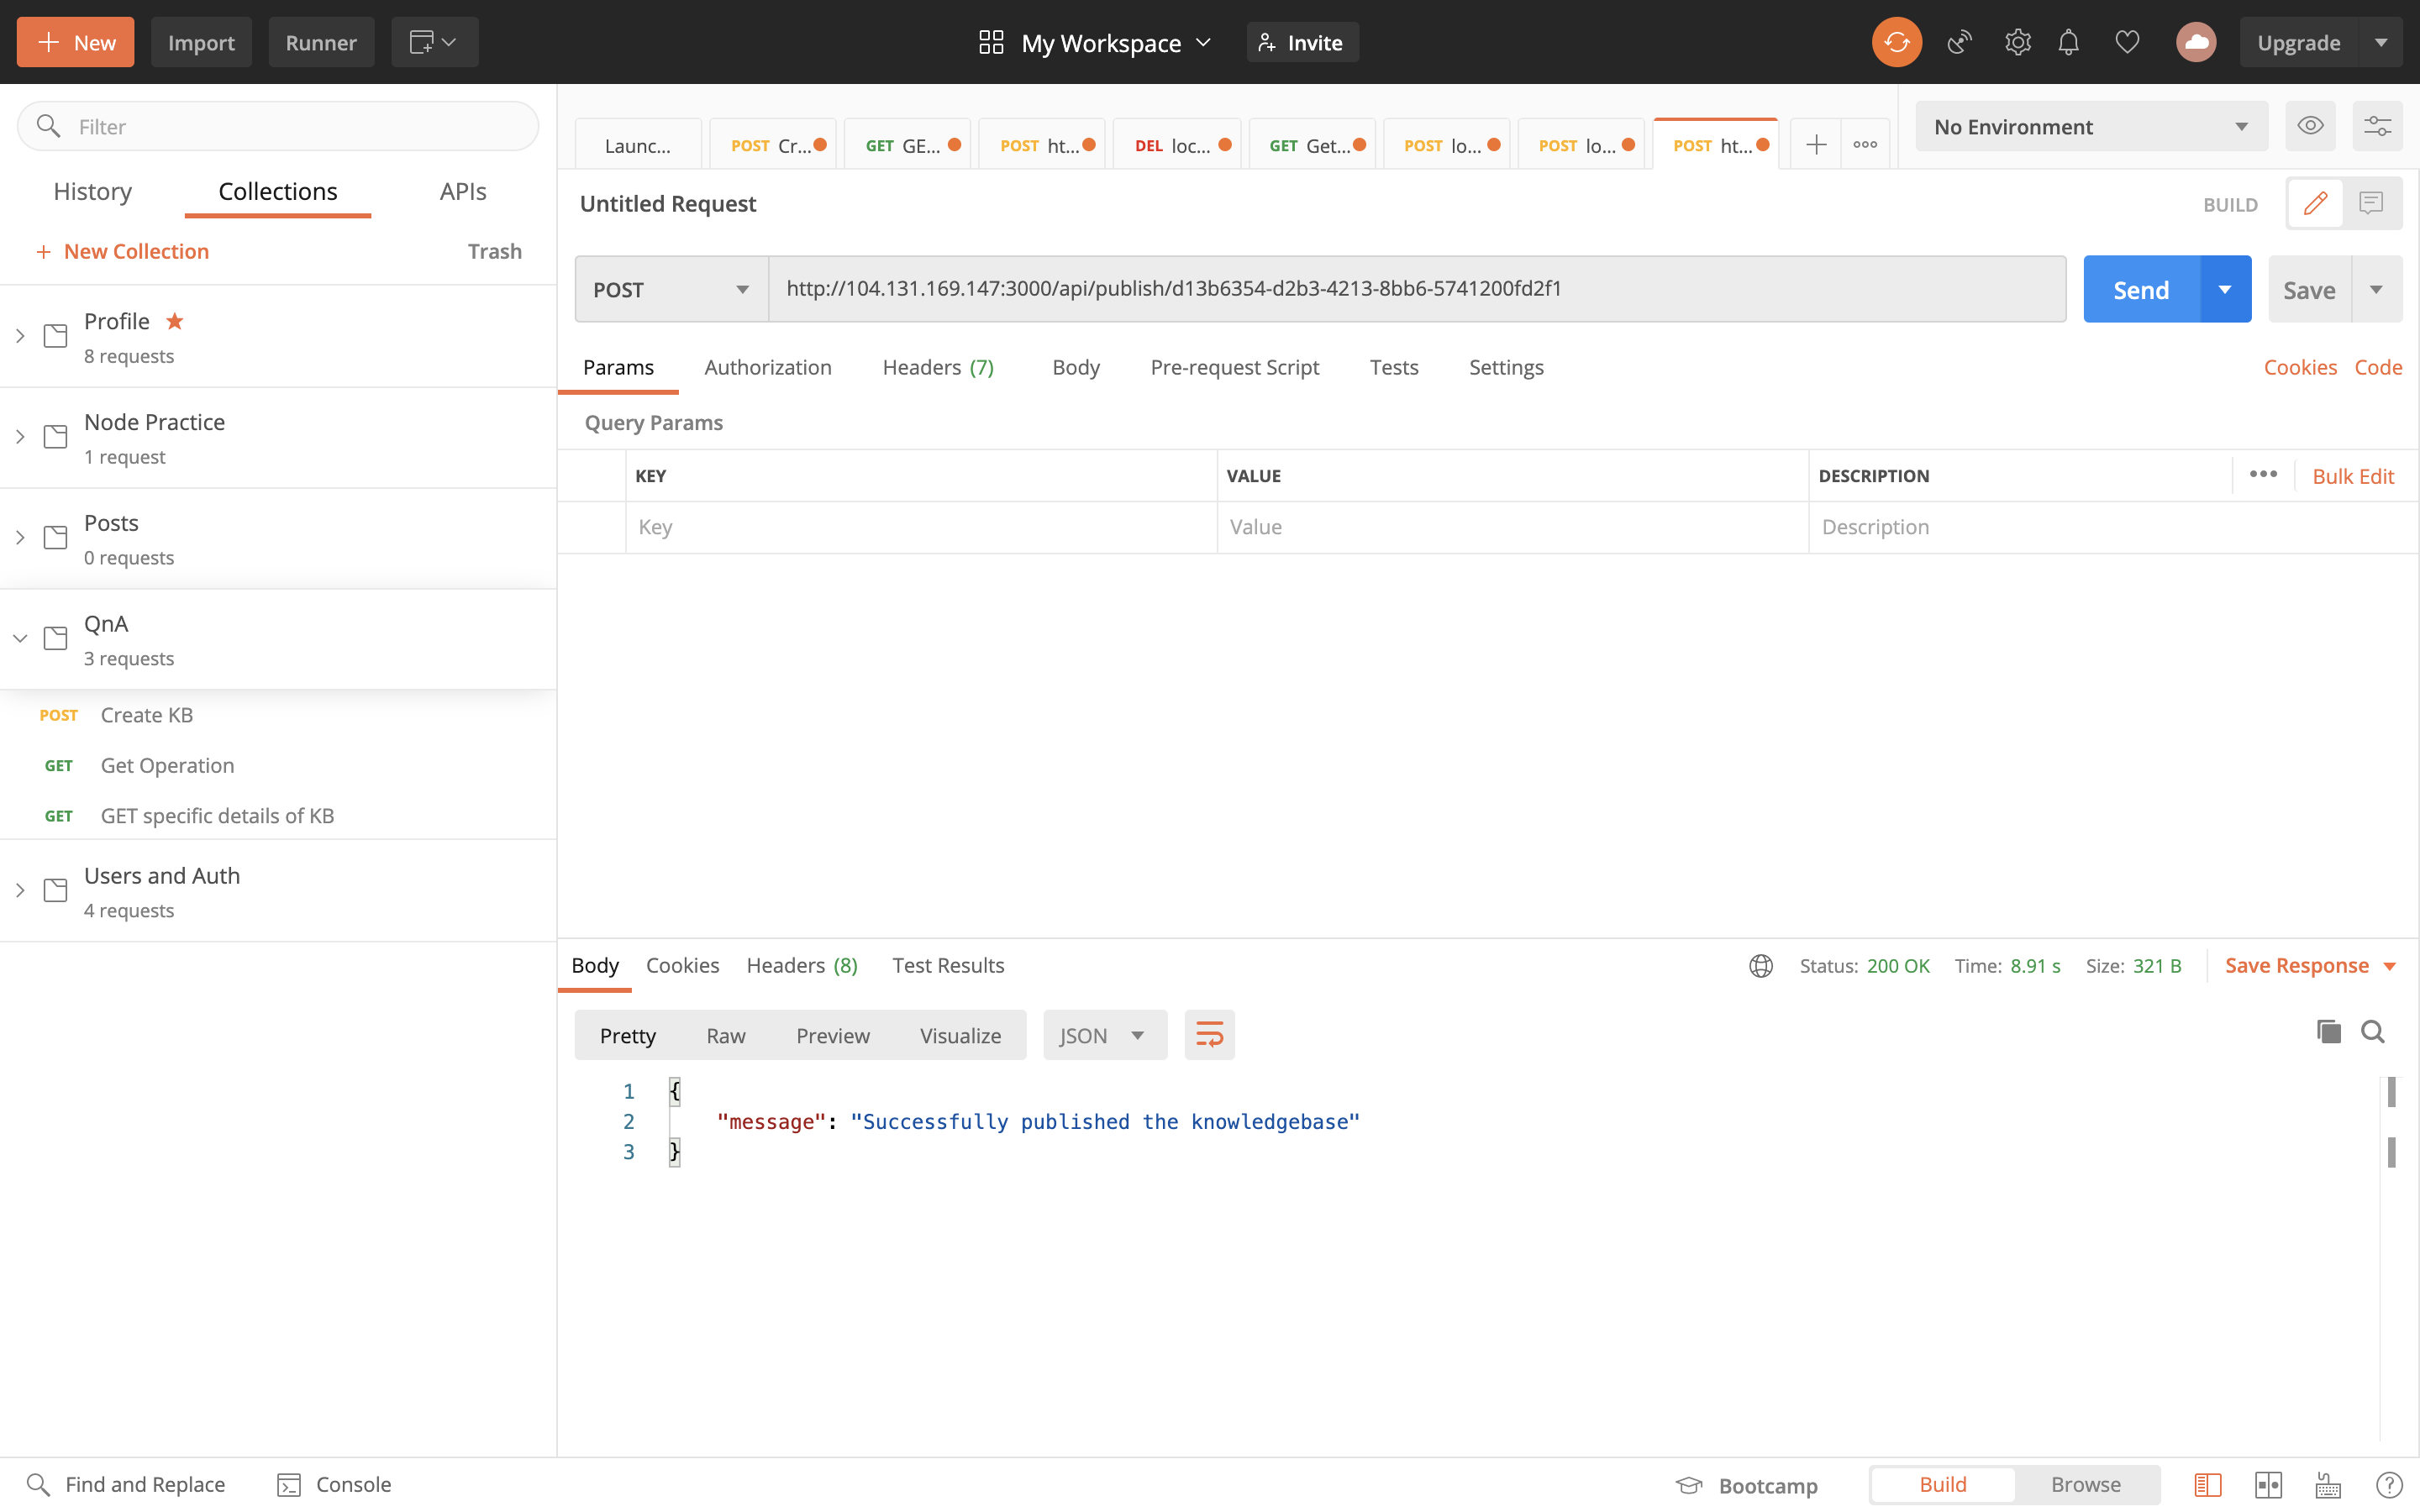 New
Import
Runner
My Workspace
Invite
Upgrade
Filter
History
Collections
APIs
+ New Collection
Trash
Profile
8 requests
Node Practice
1 request
Posts
0 requests
QnA
3 requests
POST Create KB
GET Get Operation
GET GET specific details of KB
Users and Auth
4 requests
Launc...
POST Cr...
GET GE...
POST ht...
DEL loc...
GET Get...
POST lo...
POST lo...
POST ht...
No Environment
Untitled Request
BUILD
POST
http://104.131.169.147:3000/api/publish/d13b6354-d2b3-4213-8bb6-5741200fd2f1
Send
Save
Params
Authorization
Headers (7)
Body
Pre-request Script
Tests
Settings
Cookies
Code
Query Params
KEY
VALUE
DESCRIPTION
Bulk Edit
Key
Value
Description
Body
Cookies
Headers (8)
Test Results
Status: 200 OK
Time: 8.91 s
Size: 321 B
Save Response
Pretty
Raw
Preview
Visualize
JSON
1 {
2 "message": "Successfully published the knowledgebase"
3 }
Find and Replace
Console
Bootcamp
Build
Browse